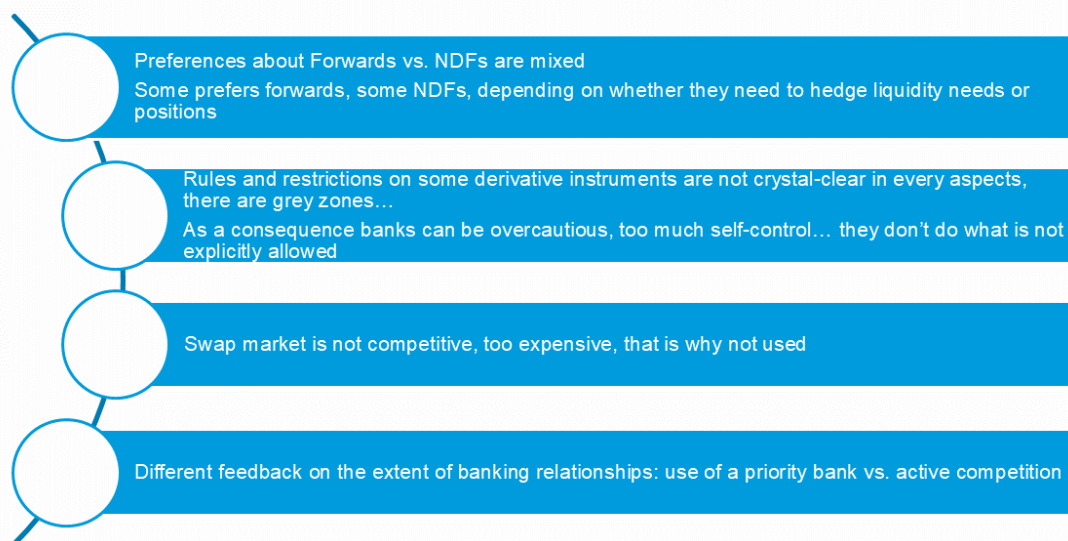 Preferences about Forwards vs. NDFs are mixed
Some prefers forwards, some NDFs, depending on whether they need to hedge liquidity needs or
positions
Rules and restrictions on some derivative instruments are not crystal-clear in every aspects,
there are grey zones…
As a consequence banks can be overcautious, too much self-control… they don’t do what is not
explicitly allowed
Swap market is not competitive, too expensive, that is why not used
Different feedback on the extent of banking relationships: use of a priority bank vs. active competition